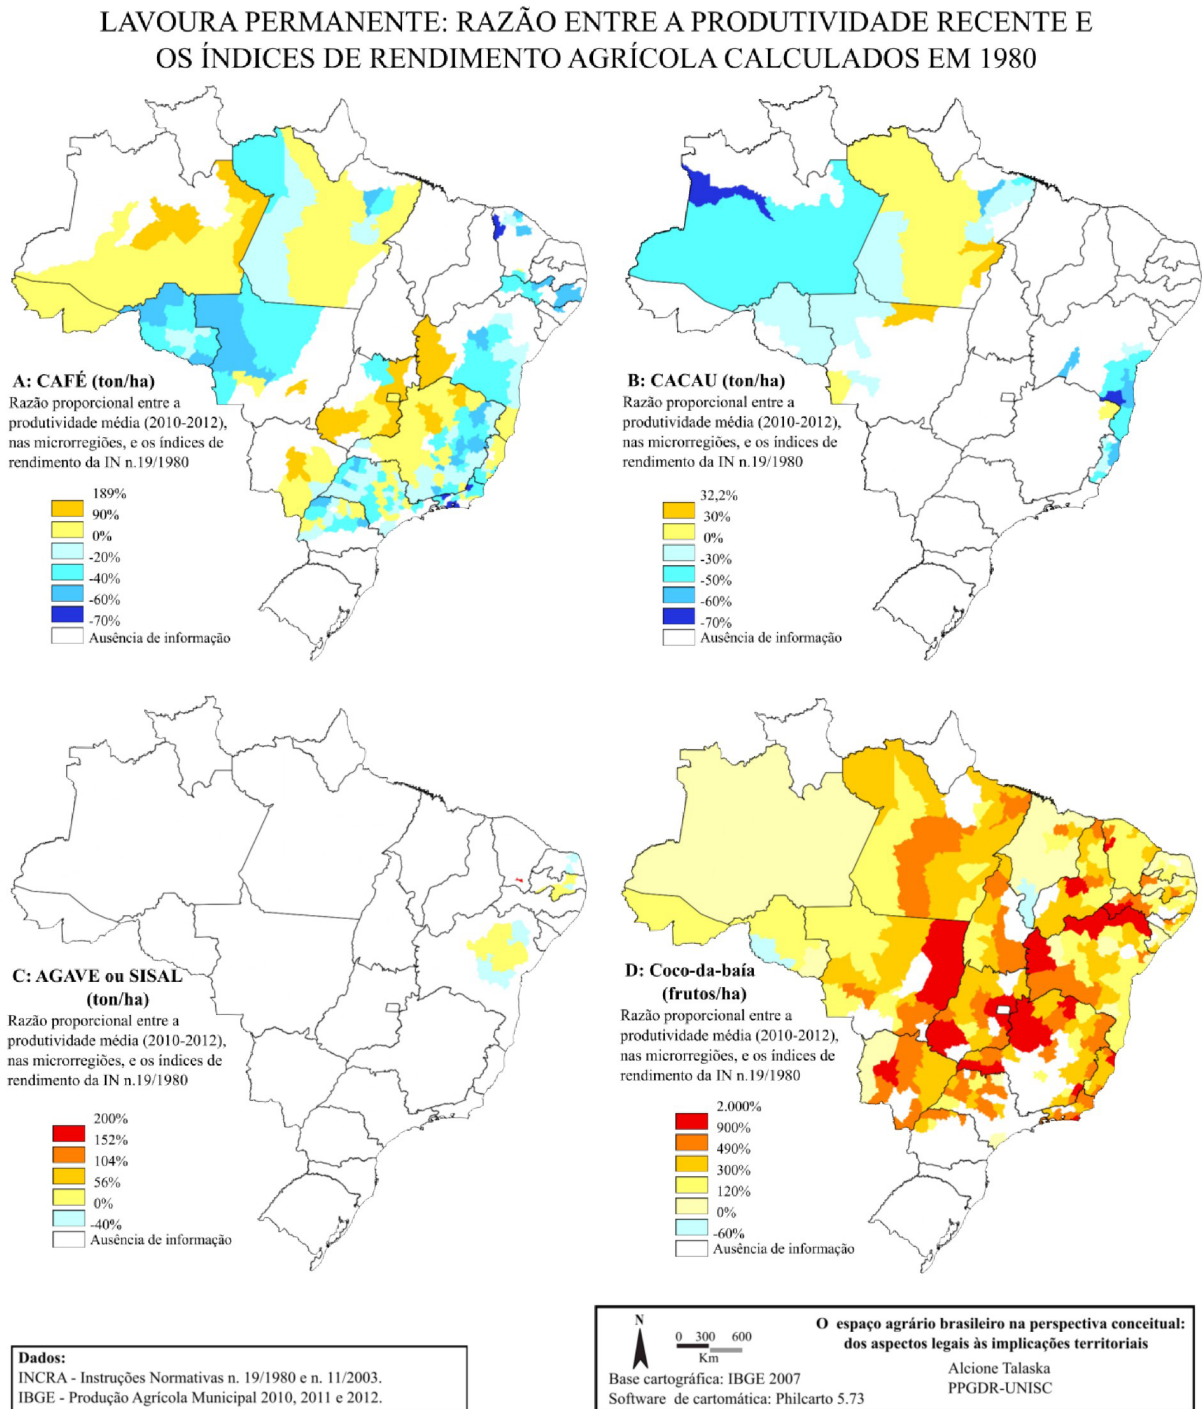 LAVOURA PERMANENTE: RAZÃO ENTRE A PRODUTIVIDADE RECENTE E
OS ÍNDICES DE RENDIMENTO AGRÍCOLA CALCULADOS EM 1980
A: CAFÉ (ton/ha)
Razão proporcional entre a
produtividade média (2010-2012),
nas microrregiões, e os índices de
rendimento da IN n.19/1980
189%
90%
0%
-20%
-40%
-60%
-70%
Ausência de informação
B: CACAU (ton/ha)
Razão proporcional entre a
produtividade média (2010-2012),
nas microrregiões, e os índices de
rendimento da IN n.19/1980
32,2%
30%
0%
-30%
-50%
-60%
-70%
Ausência de informação
C: AGAVE ou SISAL
(ton/ha)
Razão proporcional entre a
produtividade média (2010-2012),
nas microrregiões, e os índices de
rendimento da IN n.19/1980
200%
152%
104%
56%
0%
-40%
Ausência de informação
D: Coco-da-baía
(frutos/ha)
Razão proporcional entre a
produtividade média (2010-2012),
nas microrregiões, e os índices de
rendimento da IN n.19/1980
2.000%
900%
490%
300%
120%
0%
-60%
Ausência de informação
Dados:
INCRA - Instruções Normativas n. 19/1980 e n. 11/2003.
IBGE - Produção Agrícola Municipal 2010, 2011 e 2012.
N
0 300 600
Km
Base cartográfica: IBGE 2007
Software de cartomática: Philcarto 5.73
O espaço agrário brasileiro na perspectiva conceitual:
dos aspectos legais às implicações territoriais
Alcione Talaska
PPGDR-UNISC